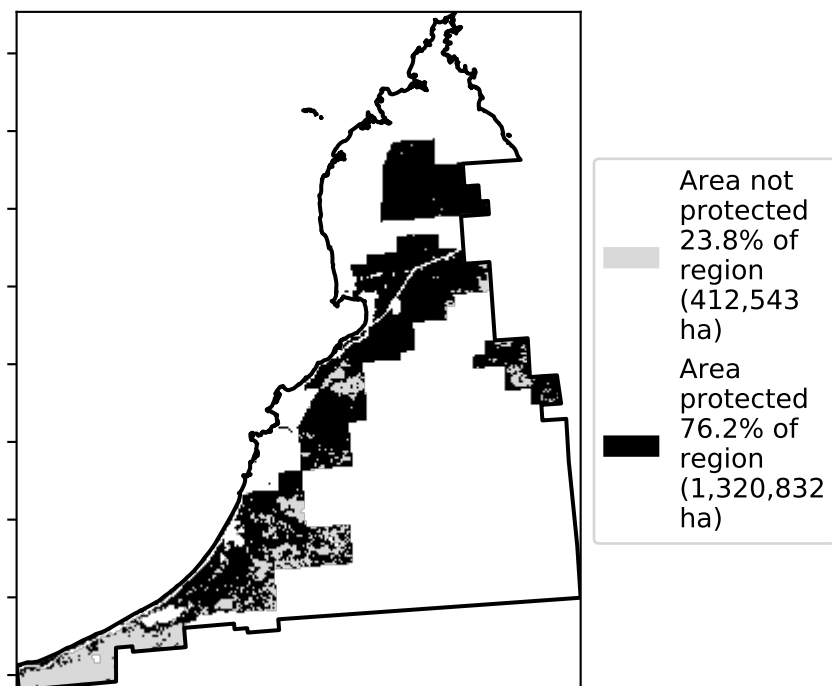 Area not
protected
23.8% of
region
(412,543
ha)
Area
protected
76.2% of
region
(1,320,832
ha)